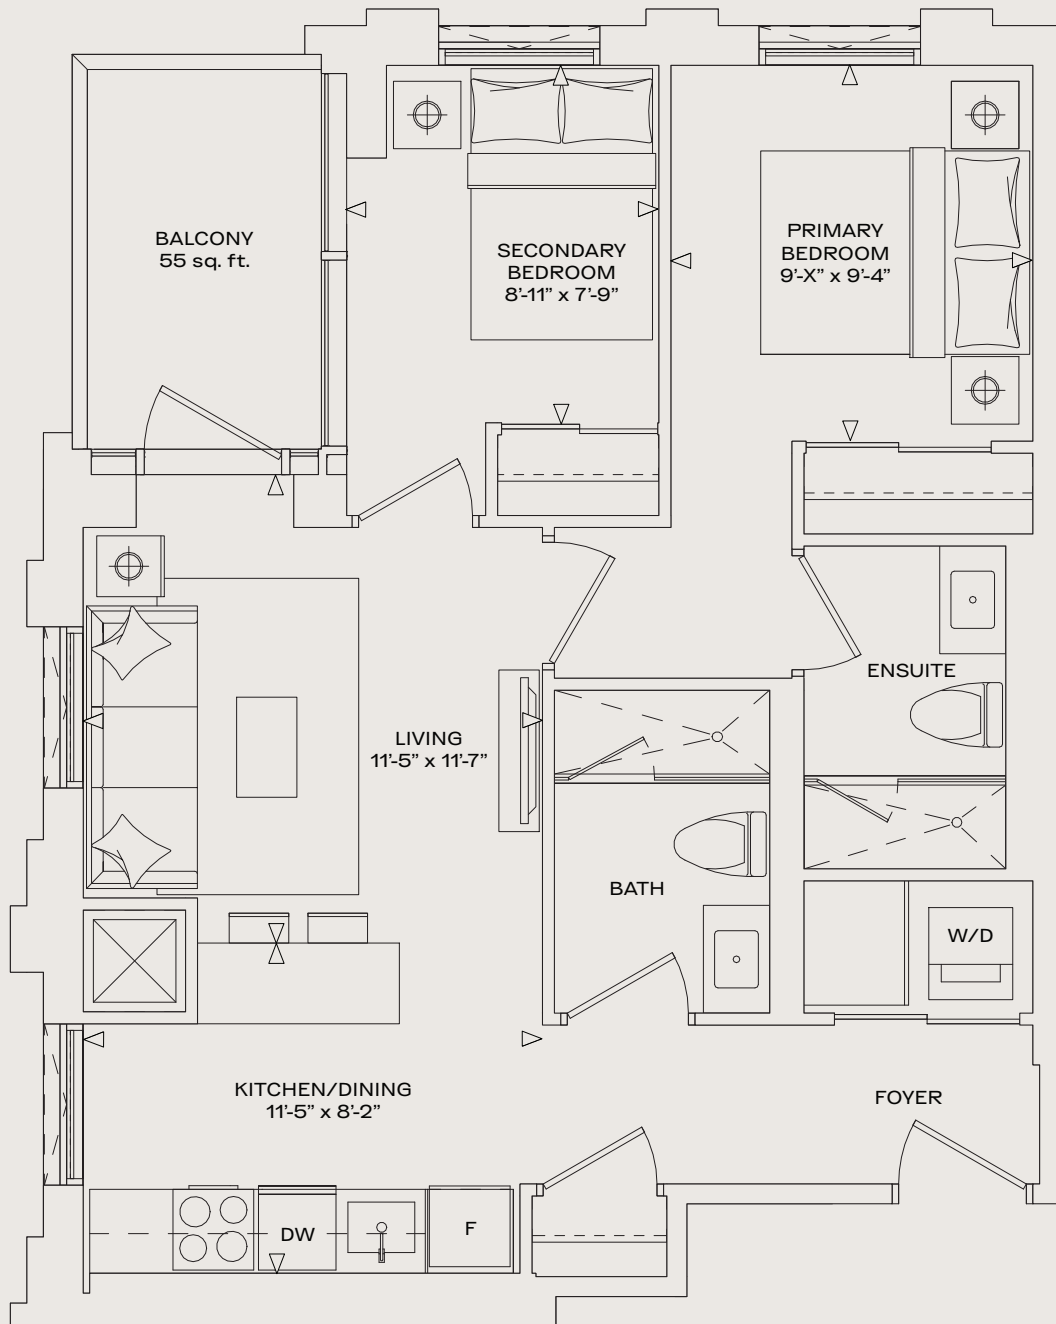 BALCONY
55 sq. ft.
SECONDARY
BEDROOM
8'-11” x 7'-9”
PRIMARY
BEDROOM
9'-X” x 9'-4”
ENSUITE
LIVING
11'-5” x 11'-7”
BATH
W/D
KITCHEN/DINING
11'-5” x 8'-2”
FOYER
DW
F